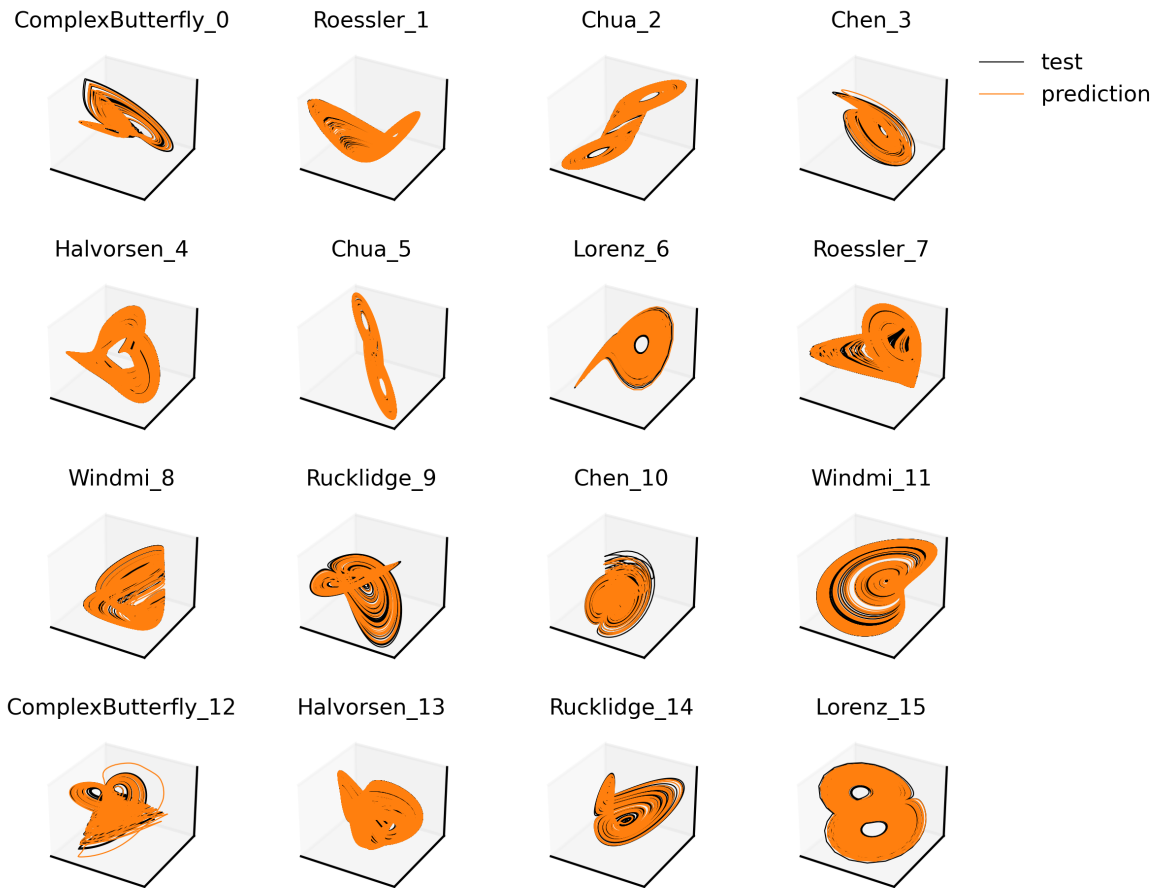 ComplexButterfly_0
Roessler_1
Chua_2
Chen_3
test
prediction
Halvorsen_4
Chua_5
Lorenz_6
Roessler_7
Windmi_8
Rucklidge_9
Chen_10
Windmi_11
ComplexButterfly_12
Halvorsen_13
Rucklidge_14
Lorenz_15